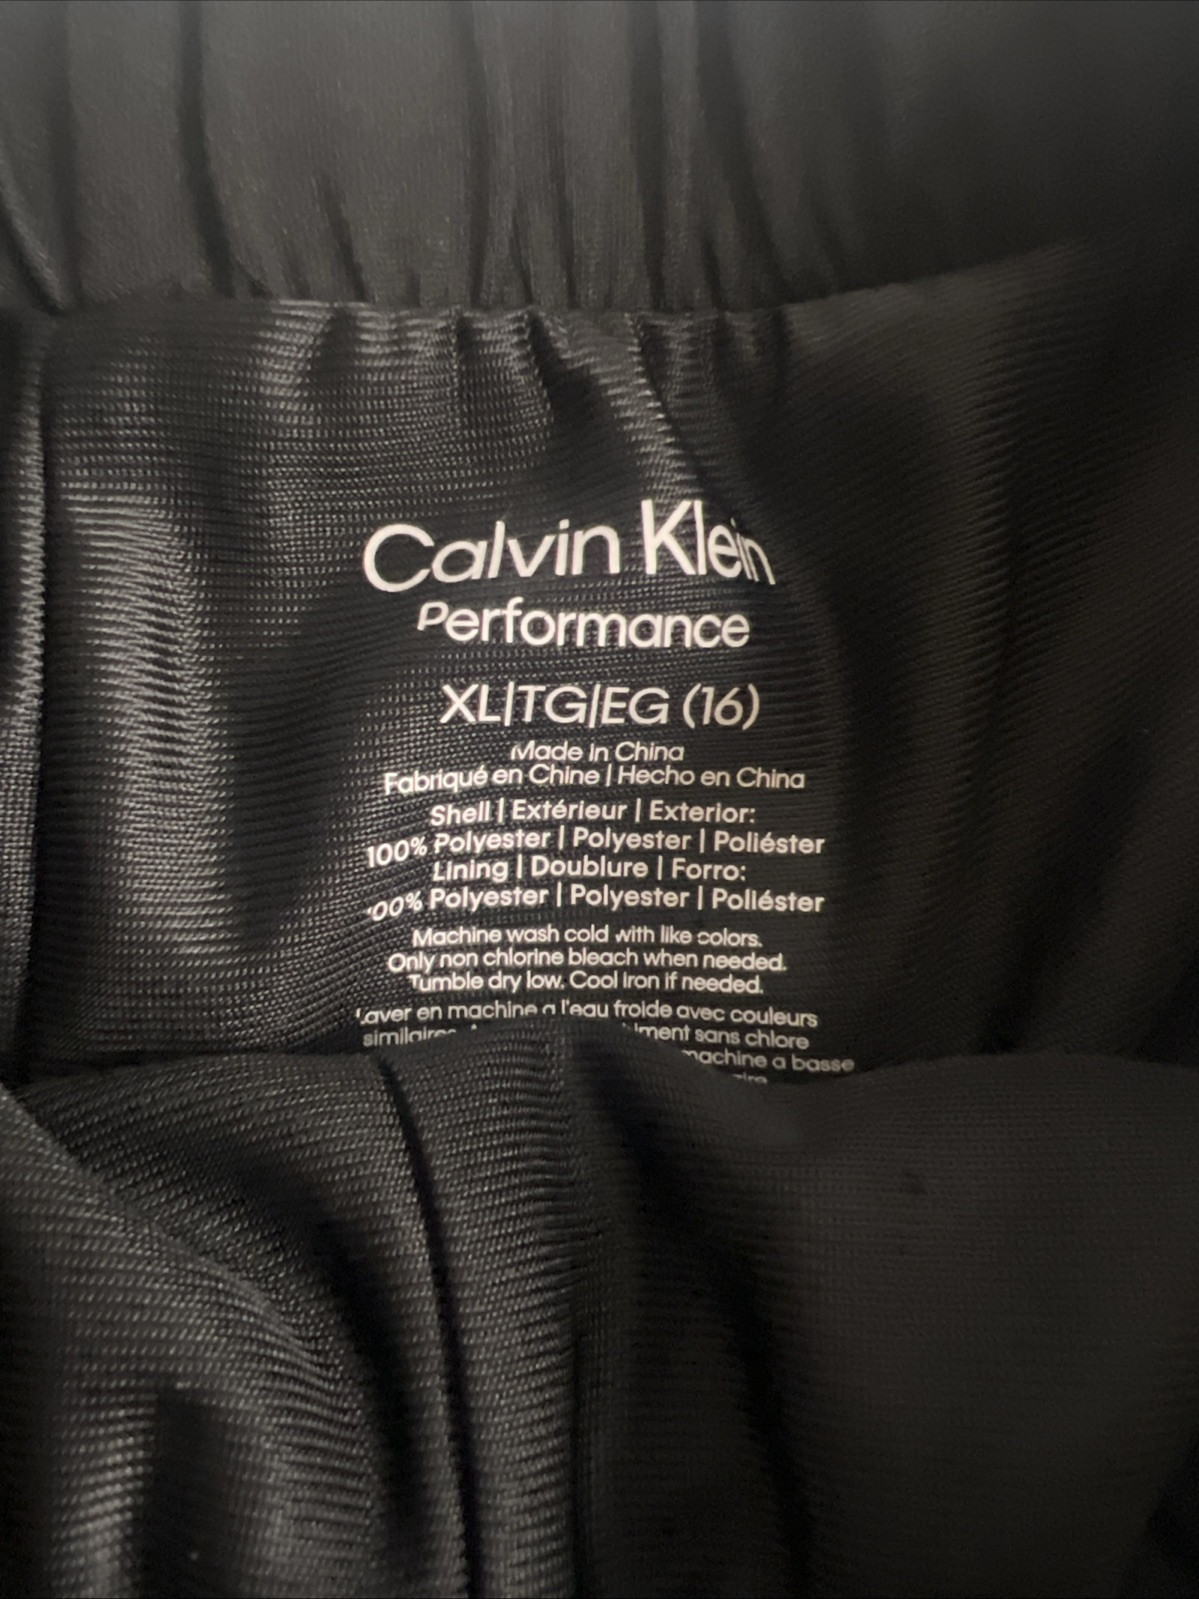 Calvin Klein
Performance
XL|TG|EG (16)
Made in China
Fabriqué en Chine | Hecho en China
Shell | Extérieur | Exterior:
100% Polyester | Polyester | Poliéster
Lining | Doublure | Forro:
100% Polyester | Polyester | Poliéster
Machine wash cold with like colors.
Only non chlorine bleach when needed.
Tumble dry low. Cool iron if needed.
Laver en machine a l'eau froide avec couleurs
sans chlore
machine a basse